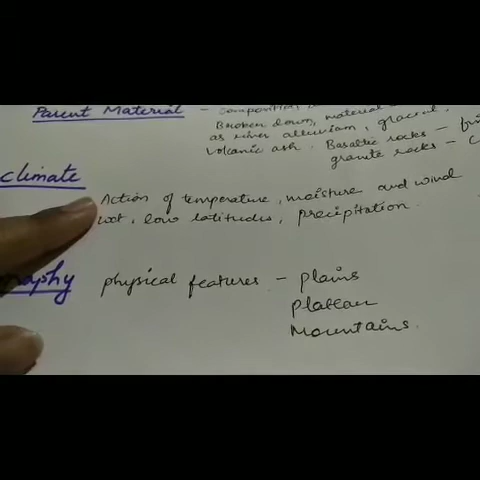 Parent Material - composition,
Broken down, material
as river alluvium, glacial,
volcanic ash. Basaltic rocks -
granite rocks -
climate
Action of temperature, moisture and wind
low latitudes, precipitation.
physical features - plains
plateau
Mountains.